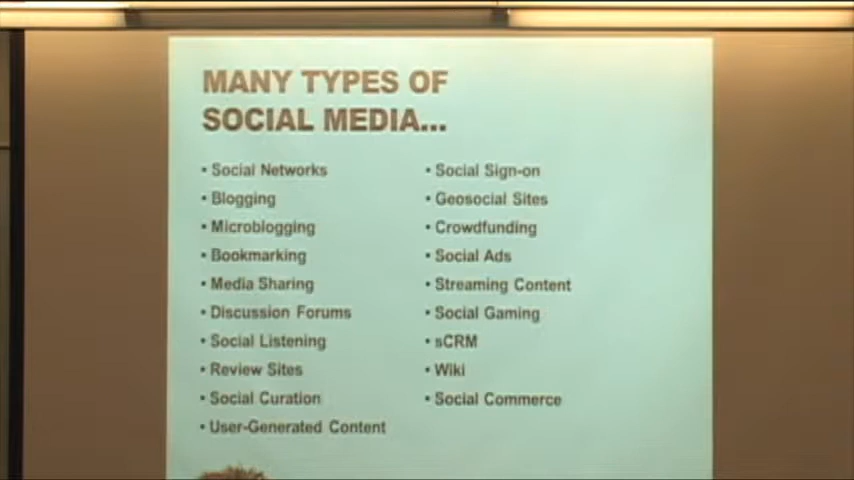 MANY TYPES OF
SOCIAL MEDIA...
• Social Networks
• Blogging
• Microblogging
• Bookmarking
• Media Sharing
• Discussion Forums
• Social Listening
• Review Sites
• Social Curation
• User-Generated Content
• Social Sign-on
• Geosocial Sites
• Crowdfunding
• Social Ads
• Streaming Content
• Social Gaming
• sCRM
• Wiki
• Social Commerce